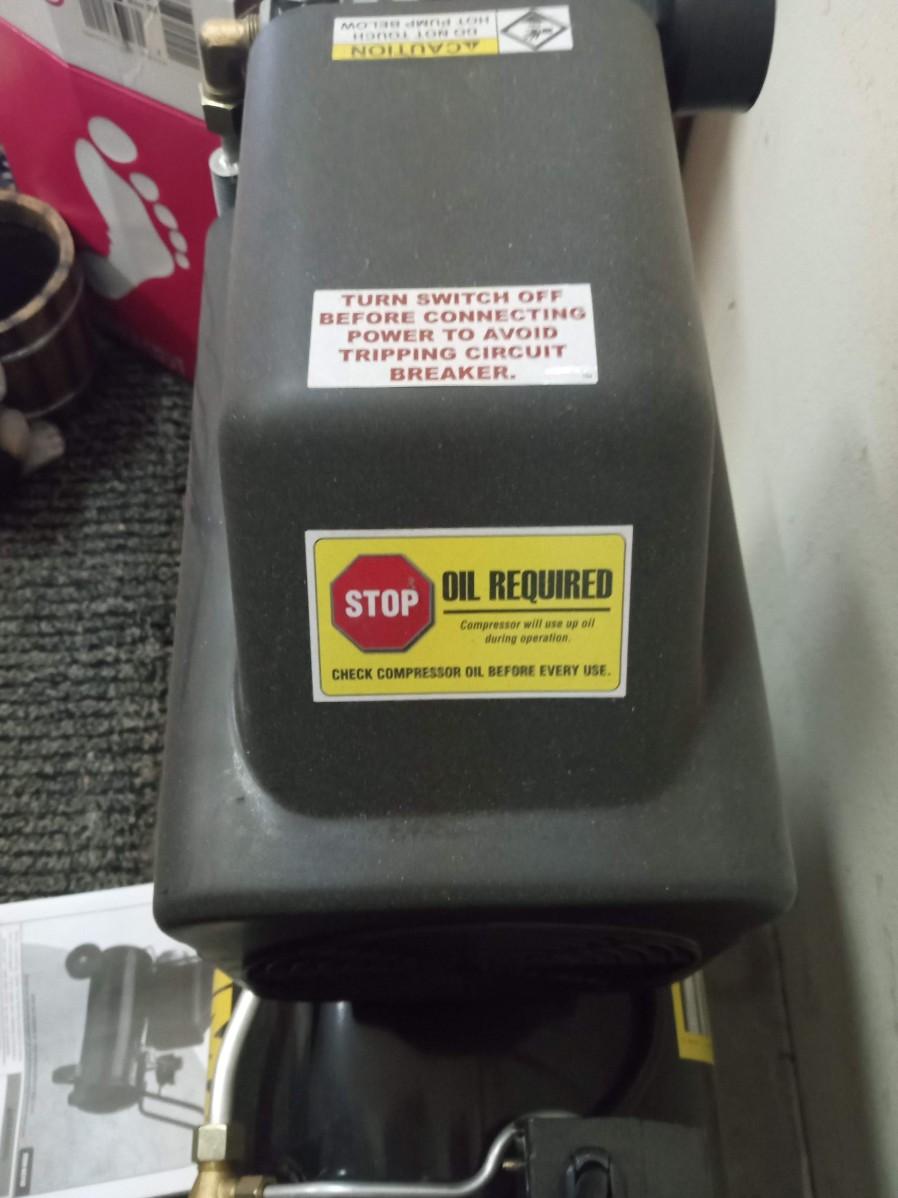 ⚠CAUTION
DO NOT TOUCH
HOT PUMP BELOW
TURN SWITCH OFF
BEFORE CONNECTING
POWER TO AVOID
TRIPPING CIRCUIT
BREAKER.
STOP
OIL REQUIRED
Compressor will use up oil
during operation.
CHECK COMPRESSOR OIL BEFORE EVERY USE.